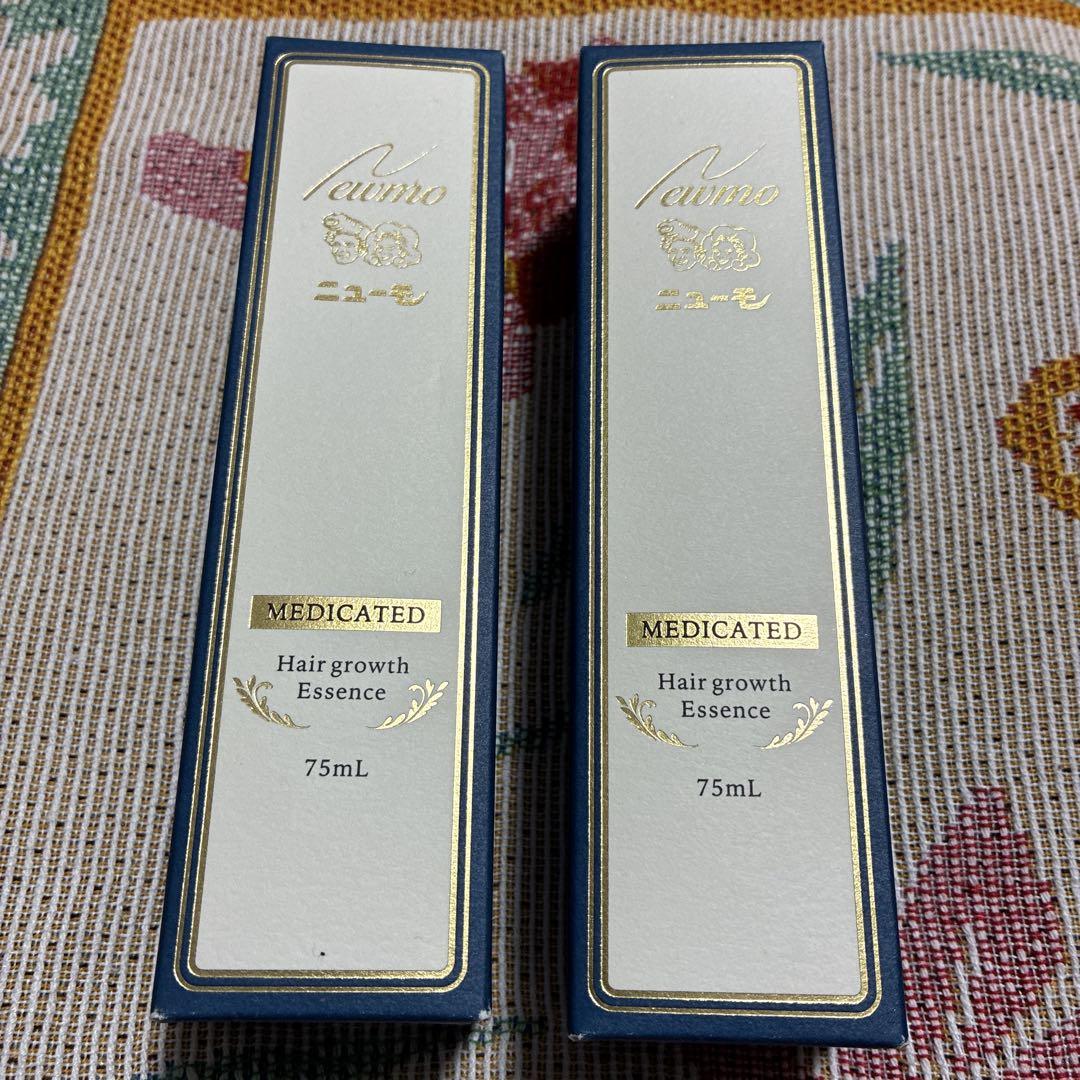 Newmo
ニューモ
MEDICATED
Hair growth
Essence
75mL
Newmo
ニューモ
MEDICATED
Hair growth
Essence
75mL